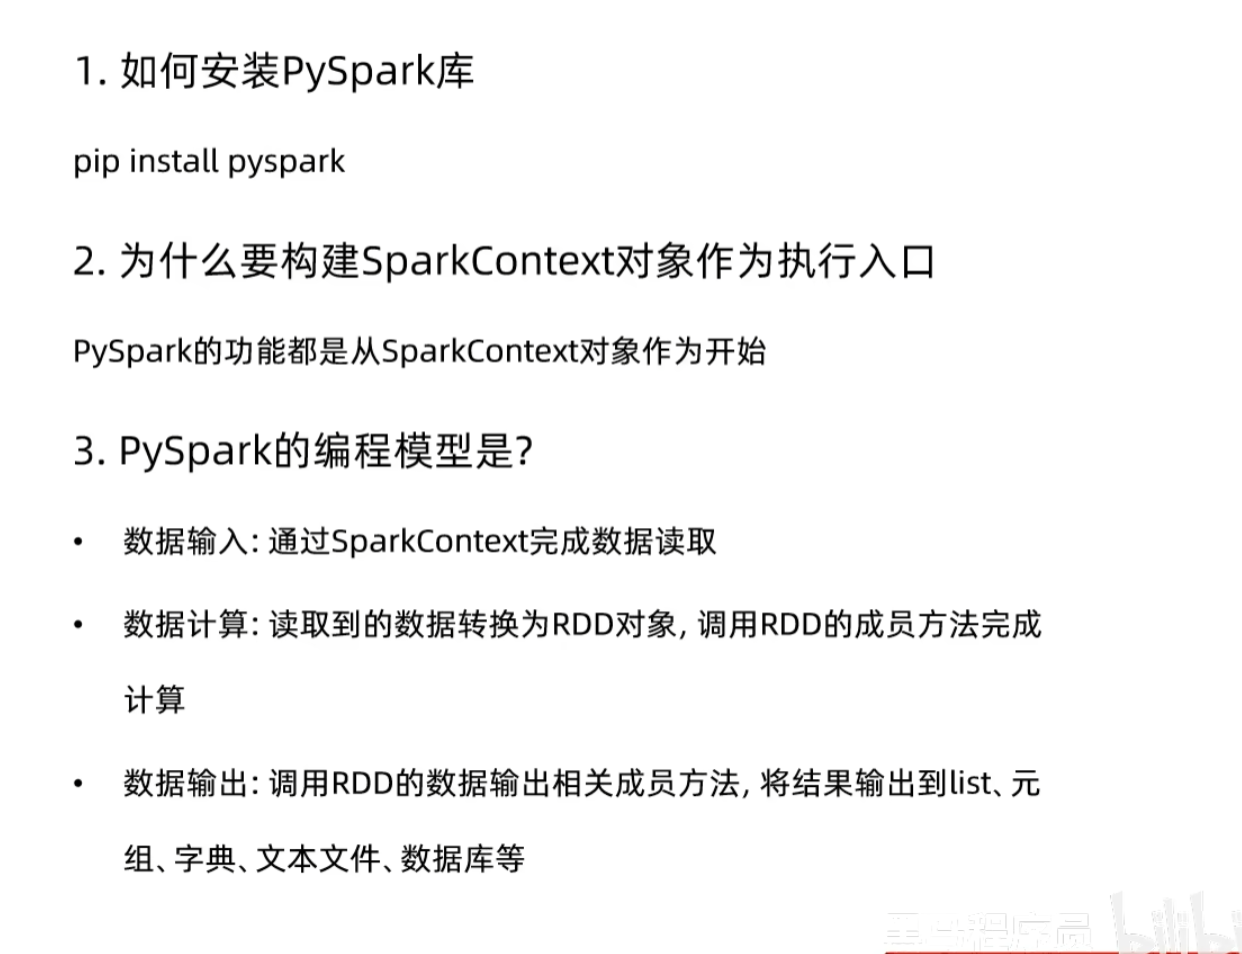 1. 如何安装PySpark库
pip install pyspark
2. 为什么要构建SparkContext对象作为执行入口
PySpark的功能都是从SparkContext对象作为开始
3. PySpark的编程模型是?
• 数据输入: 通过SparkContext完成数据读取
• 数据计算: 读取到的数据转换为RDD对象, 调用RDD的成员方法完成
计算
• 数据输出: 调用RDD的数据输出相关成员方法, 将结果输出到list、元
组、字典、文本文件、数据库等
黑马程序员